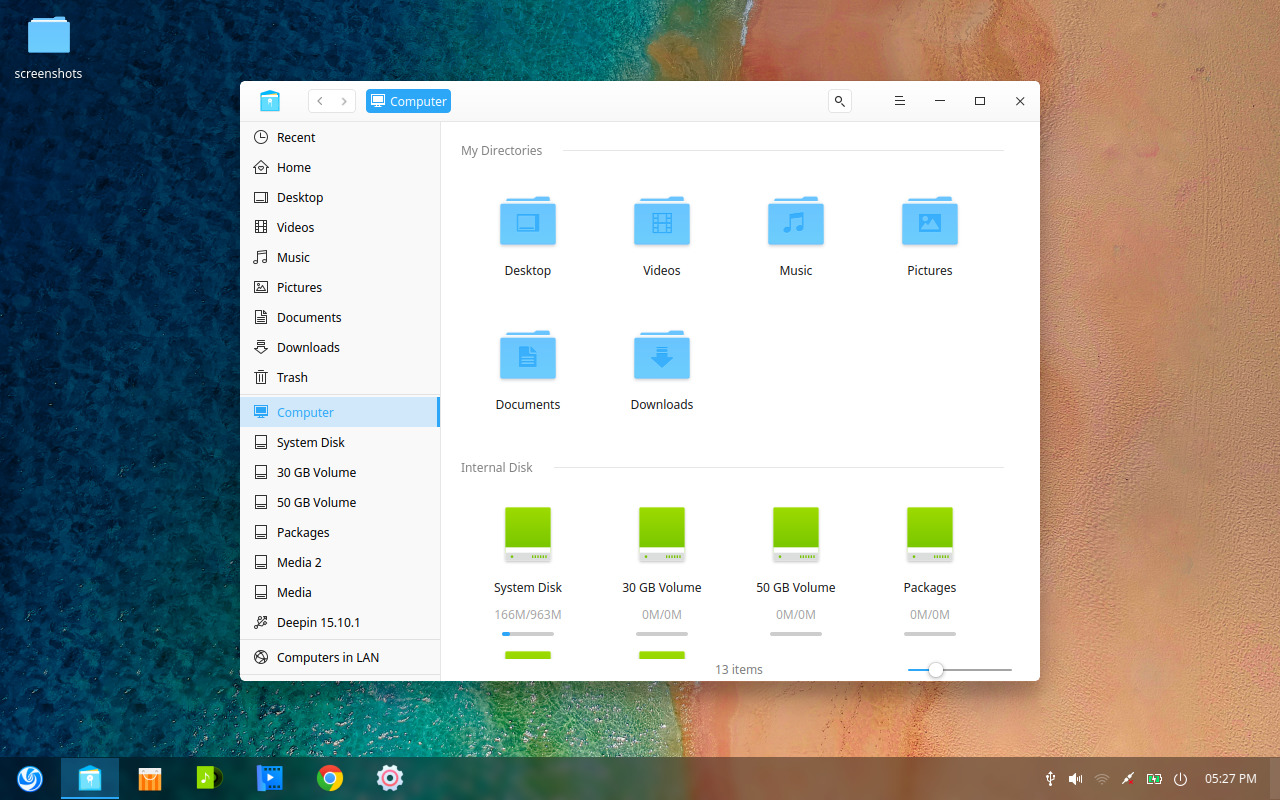 screenshots
Computer
Recent
Home
Desktop
Videos
Music
Pictures
Documents
Downloads
Trash
Computer
System Disk
30 GB Volume
50 GB Volume
Packages
Media 2
Media
Deepin 15.10.1
Computers in LAN
My Directories
Desktop Videos Music Pictures
Documents Downloads
Internal Disk
System Disk 30 GB Volume 50 GB Volume Packages
166M/963M 0M/0M 0M/0M 0M/0M
13 items
05:27 PM